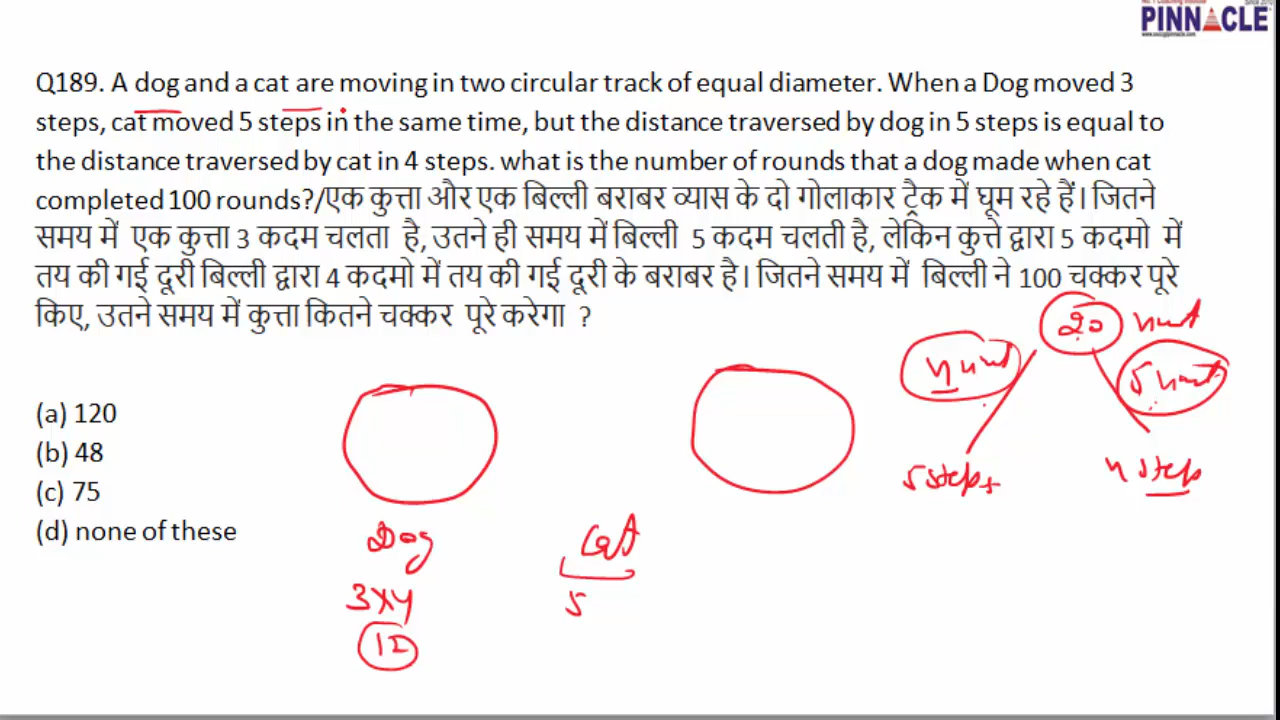 PINNACLE
Q189. A dog and a cat are moving in two circular track of equal diameter. When a Dog moved 3
steps, cat moved 5 steps in the same time, but the distance traversed by dog in 5 steps is equal to
the distance traversed by cat in 4 steps. what is the number of rounds that a dog made when cat
completed 100 rounds?/एक कुत्ता और एक बिल्ली बराबर व्यास के दो गोलाकार ट्रैक में घूम रहे हैं। जितने
समय में एक कुत्ता 3 कदम चलता है, उतने ही समय में बिल्ली 5 कदम चलती है, लेकिन कुत्ते द्वारा 5 कदमो में
तय की गई दूरी बिल्ली द्वारा 4 कदमो में तय की गई दूरी के बराबर है। जितने समय में बिल्ली ने 100 चक्कर पूरे
किए, उतने समय में कुत्ता कितने चक्कर पूरे करेगा ?
20 unit
4 unit 5 unit
(a) 120
(b) 48
(c) 75
(d) none of these
5 steps 4 step
Dog Cat
3x4 5
12